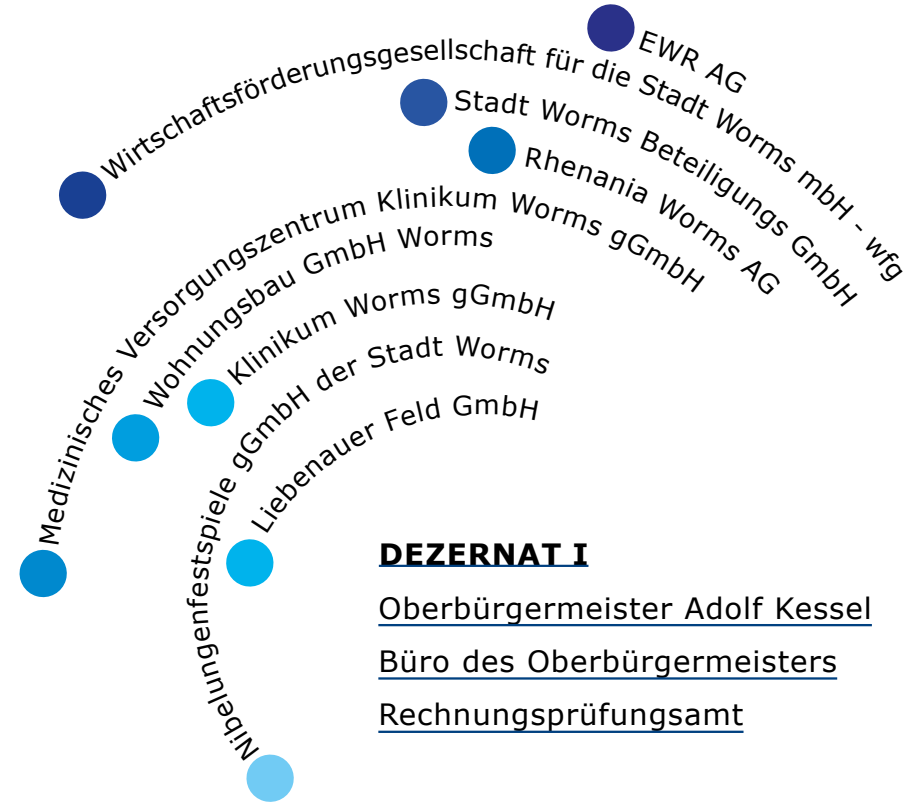 EWR AG
Wirtschaftsförderungsgesellschaft für die Stadt Worms mbH - wfg
Stadt Worms Beteiligungs GmbH
Rhenania Worms AG
Medizinisches Versorgungszentrum Klinikum Worms gGmbH
Wohnungsbau GmbH Worms
Klinikum Worms gGmbH
Nibelungenfestspiele gGmbH der Stadt Worms
Liebenauer Feld GmbH
DEZERNAT I
Oberbürgermeister Adolf Kessel
Büro des Oberbürgermeisters
Rechnungsprüfungsamt